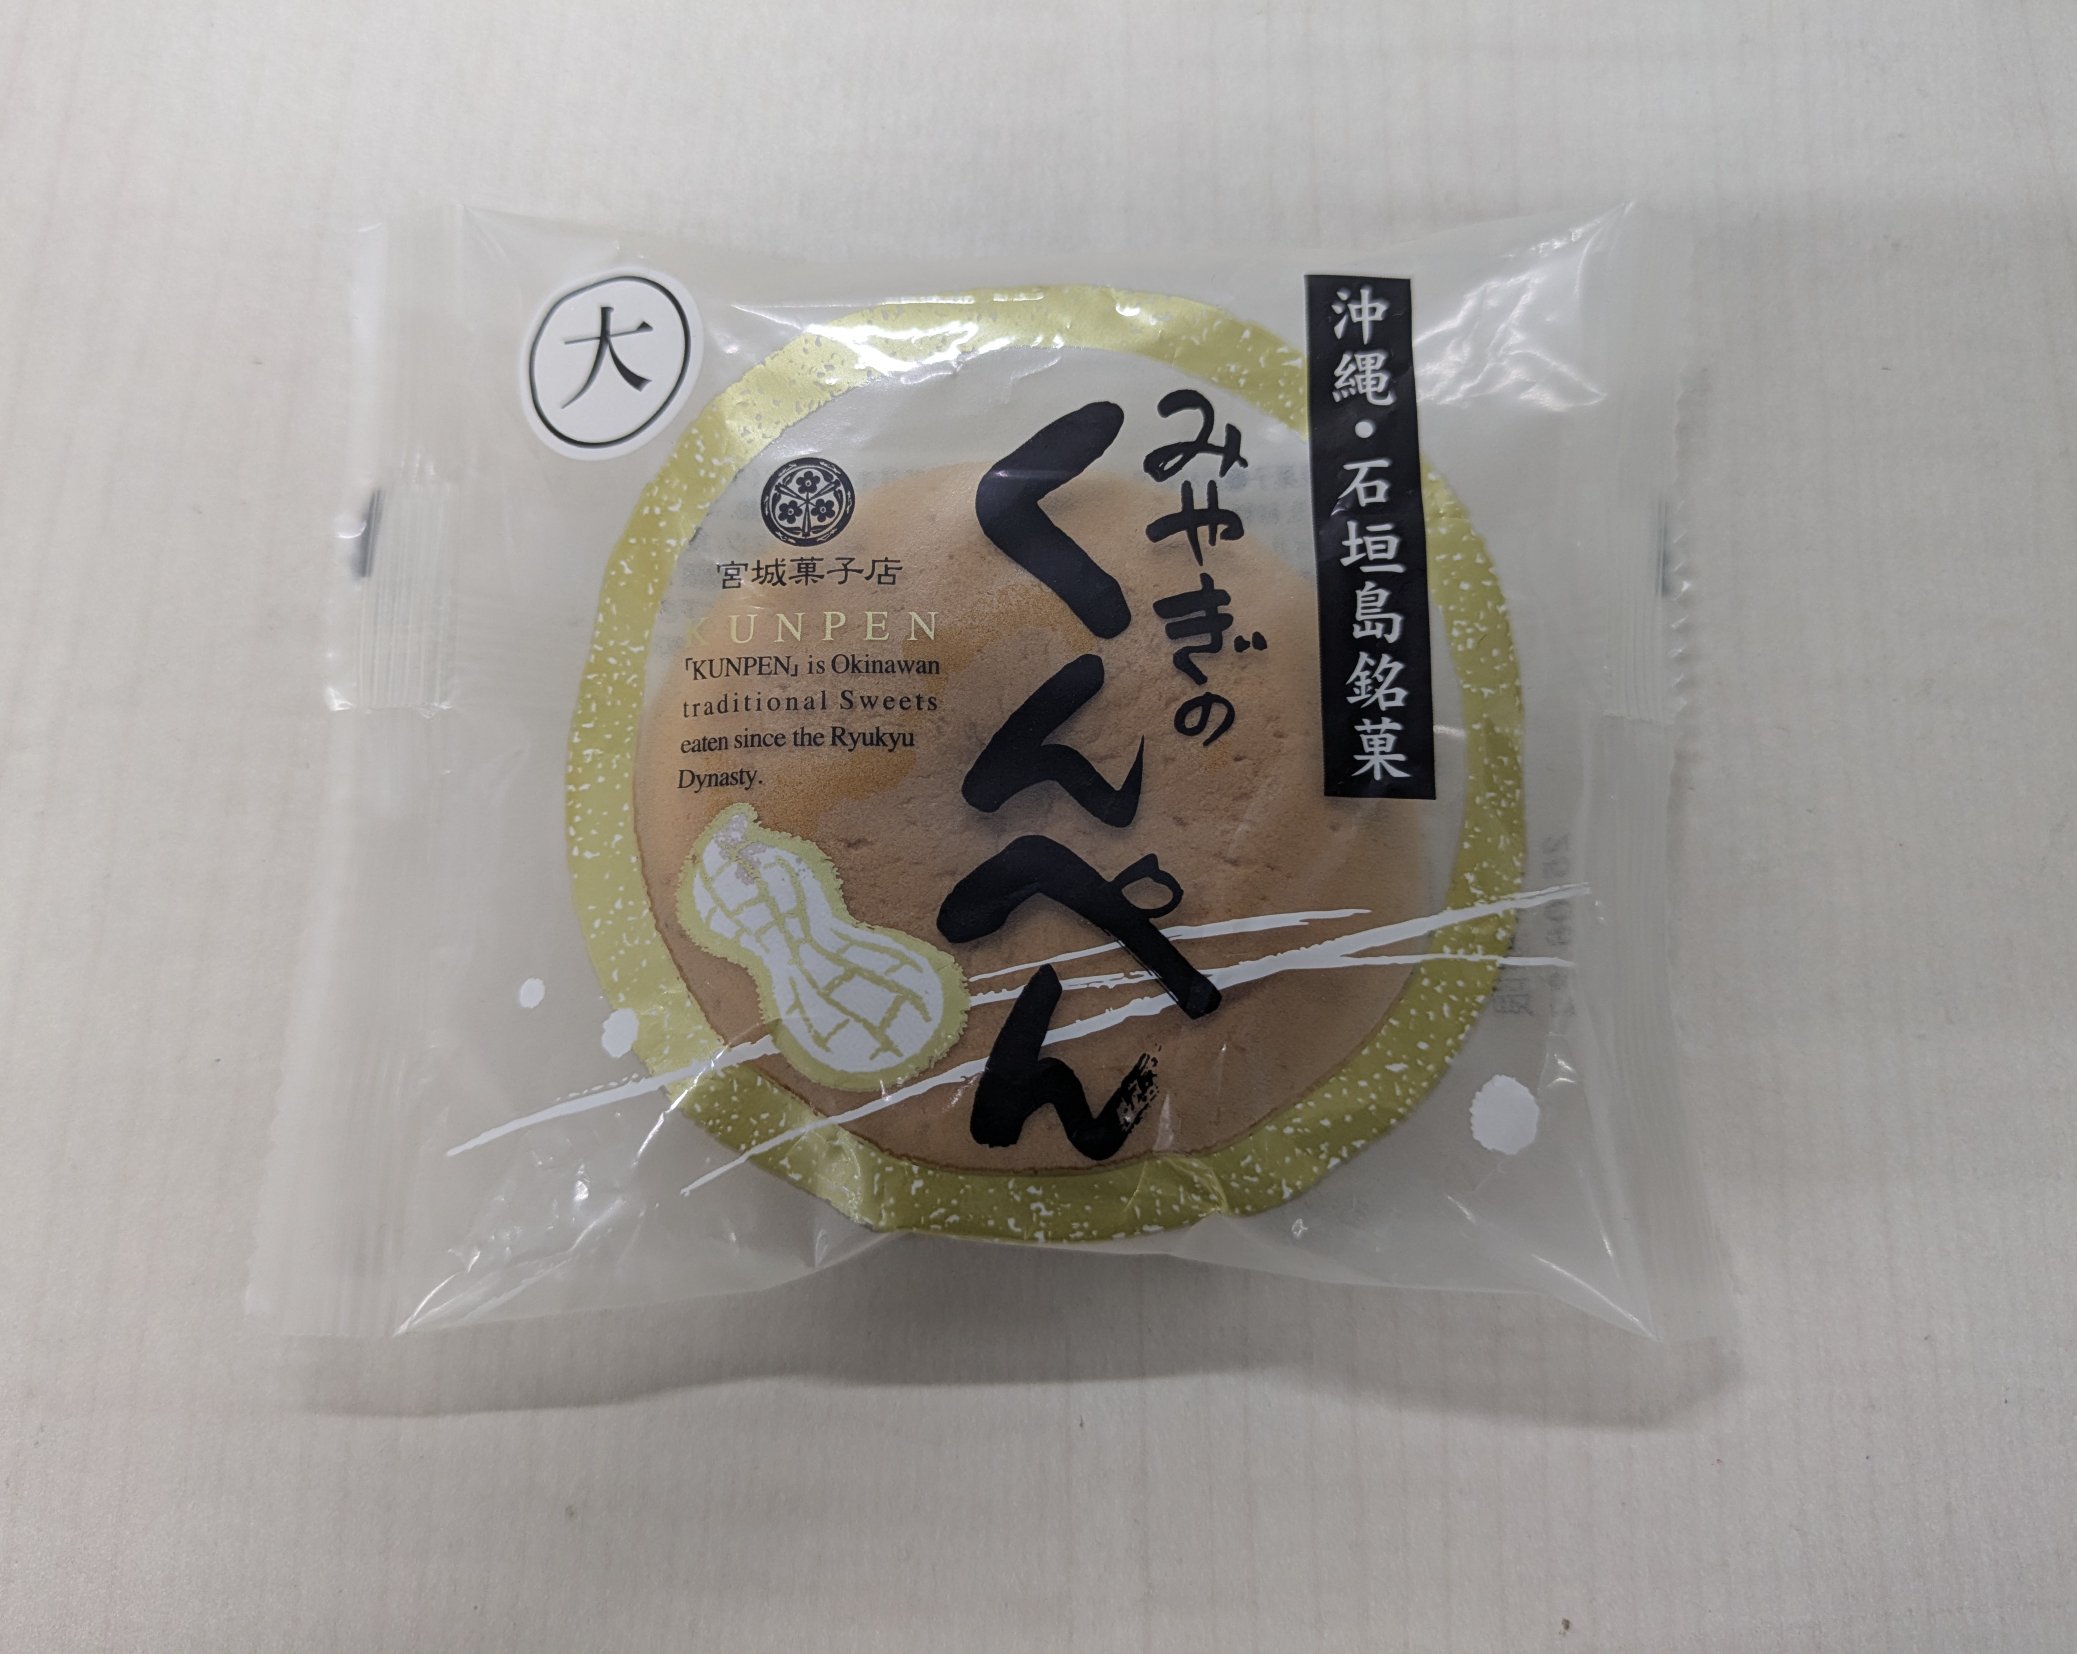 大
沖縄・石垣島銘菓
みやぎの
くんぺん
宮城菓子店
KUNPEN
「KUNPEN」is Okinawan
traditional Sweets
eaten since the Ryukyu
Dynasty.